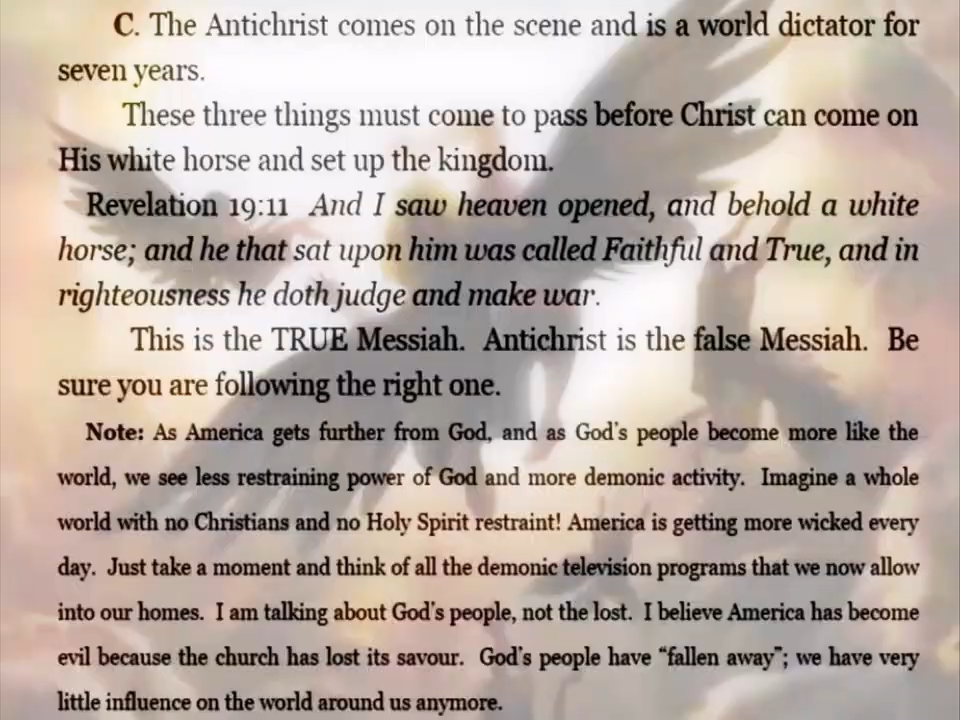 C. The Antichrist comes on the scene and is a world dictator for
seven years.
These three things must come to pass before Christ can come on
His white horse and set up the kingdom.
Revelation 19:11 And I saw heaven opened, and behold a white
horse; and he that sat upon him was called Faithful and True, and in
righteousness he doth judge and make war.
This is the TRUE Messiah. Antichrist is the false Messiah. Be
sure you are following the right one.
Note: As America gets further from God, and as God's people become more like the
world, we see less restraining power of God and more demonic activity. Imagine a whole
world with no Christians and no Holy Spirit restraint! America is getting more wicked every
day. Just take a moment and think of all the demonic television programs that we now allow
into our homes. I am talking about God's people, not the lost. I believe America has become
evil because the church has lost its savour. God's people have “fallen away”; we have very
little influence on the world around us anymore.